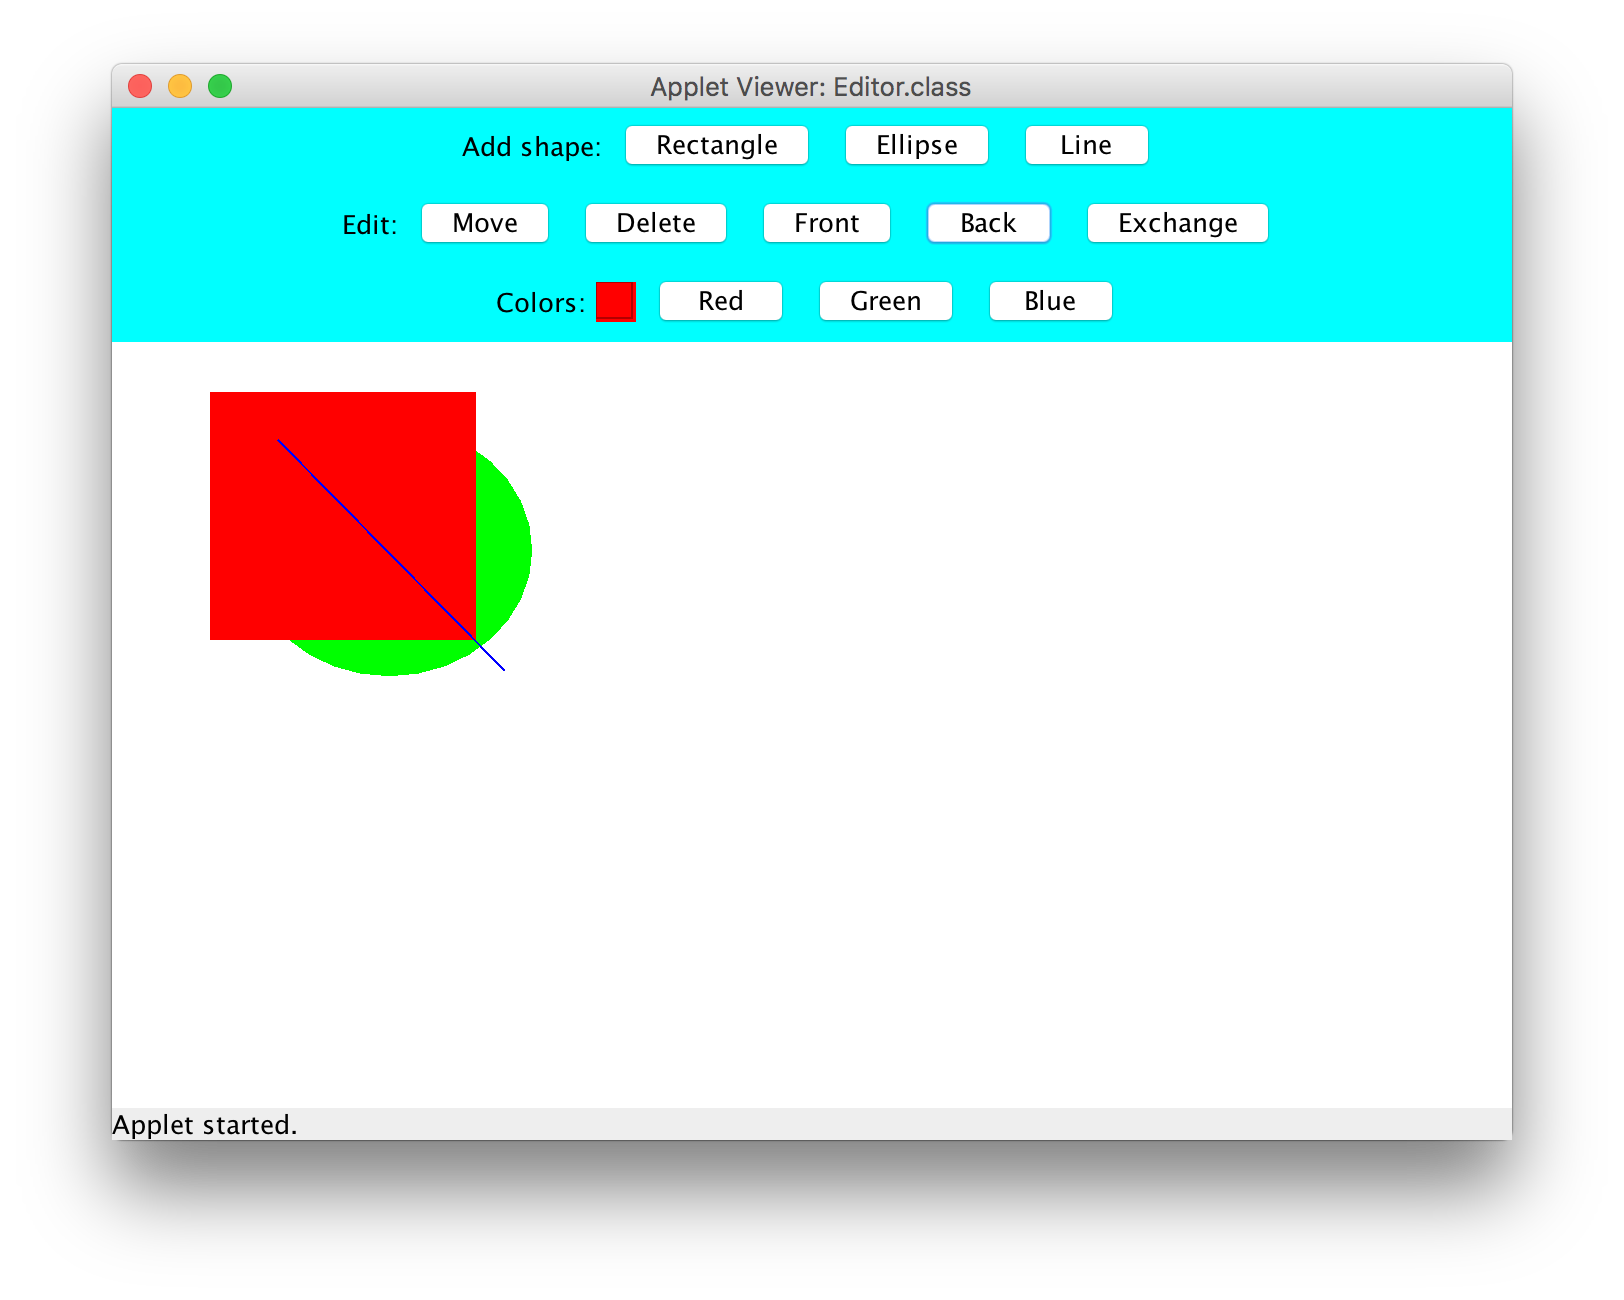 Applet Viewer: Editor.class
Add shape: Rectangle Ellipse Line
Edit: Move Delete Front Back Exchange
Colors: Red Green Blue
Applet started.